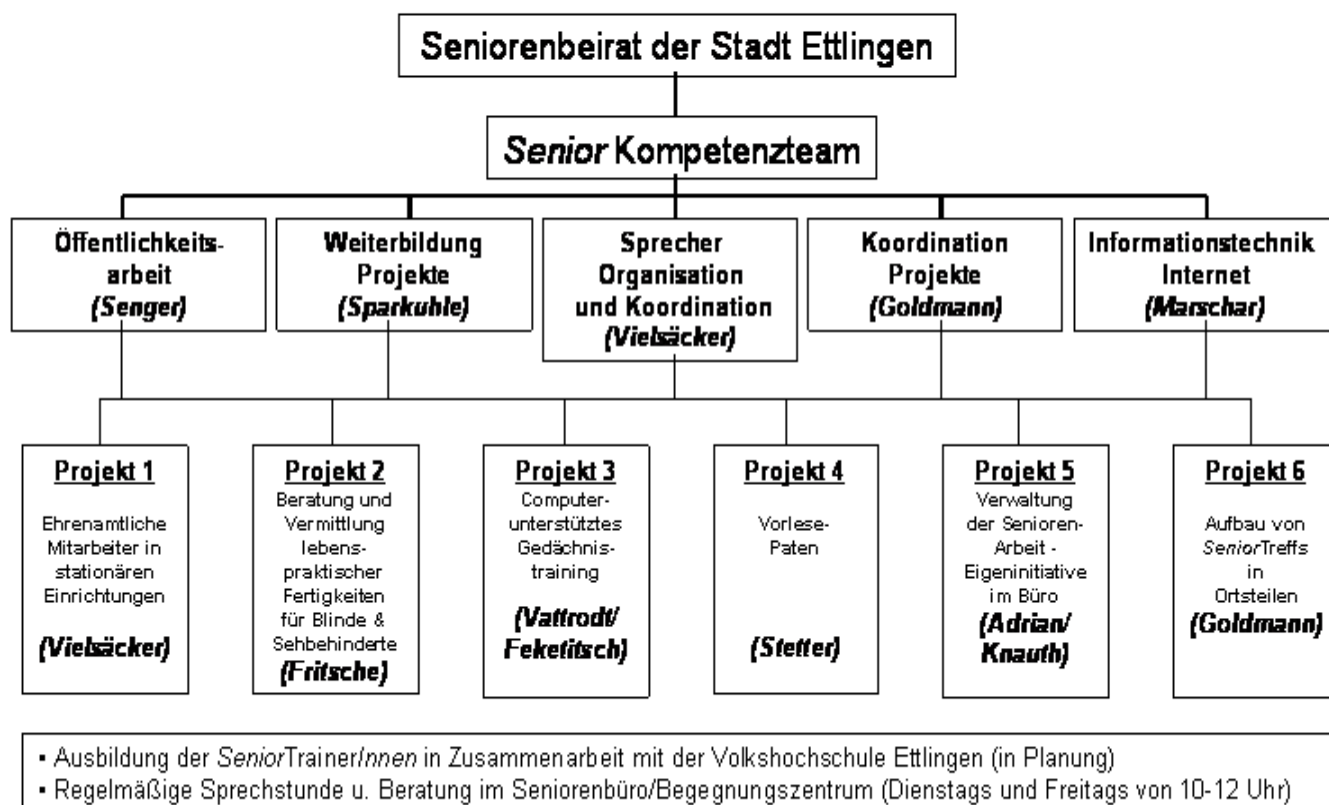 Seniorenbeirat der Stadt Ettlingen
Senior Kompetenzteam
Öffentlichkeits-
arbeit
(Senger)
Weiterbildung
Projekte
(Sparkuhle)
Sprecher
Organisation
und Koordination
(Vielsäcker)
Koordination
Projekte
(Goldmann)
Informationstechnik
Internet
(Marschar)
Projekt 1
Ehrenamtliche
Mitarbeiter in
stationären
Einrichtungen
(Vielsäcker)
Projekt 2
Beratung und
Vermittlung
lebens-
praktischer
Fertigkeiten
für Blinde &
Sehbehinderte
(Fritsche)
Projekt 3
Computer-
unterstütztes
Gedächnis-
training
(Vattrodt/
Feketitsch)
Projekt 4
Vorlese-
Paten
(Stetter)
Projekt 5
Verwaltung
der Senioren-
Arbeit -
Eigeninitiative
im Büro
(Adrian/
Knauth)
Projekt 6
Aufbau von
SeniorTreffs
in
Ortsteilen
(Goldmann)
▪ Ausbildung der SeniorTrainerInnen in Zusammenarbeit mit der Volkshochschule Ettlingen (in Planung)
▪ Regelmäßige Sprechstunde u. Beratung im Seniorenbüro/Begegnungszentrum (Dienstags und Freitags von 10-12 Uhr)